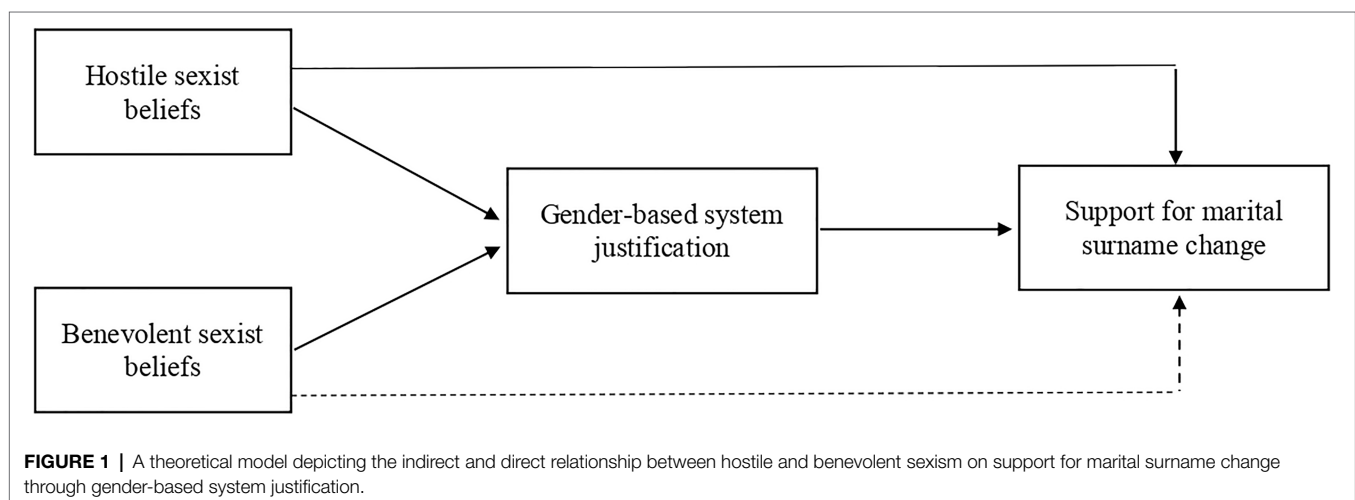 Hostile sexist
beliefs
Gender-based system
justification
Support for marital
surname change
Benevolent sexist
beliefs
FIGURE 1 | A theoretical model depicting the indirect and direct relationship between hostile and benevolent sexism on support for marital surname change
through gender-based system justification.